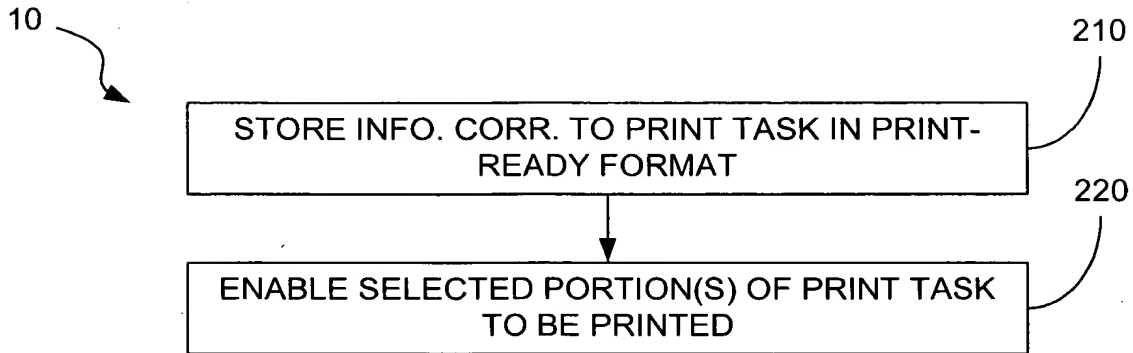 10
210
STORE INFO. CORR. TO PRINT TASK IN PRINT-
READY FORMAT
220
ENABLE SELECTED PORTION(S) OF PRINT TASK
TO BE PRINTED